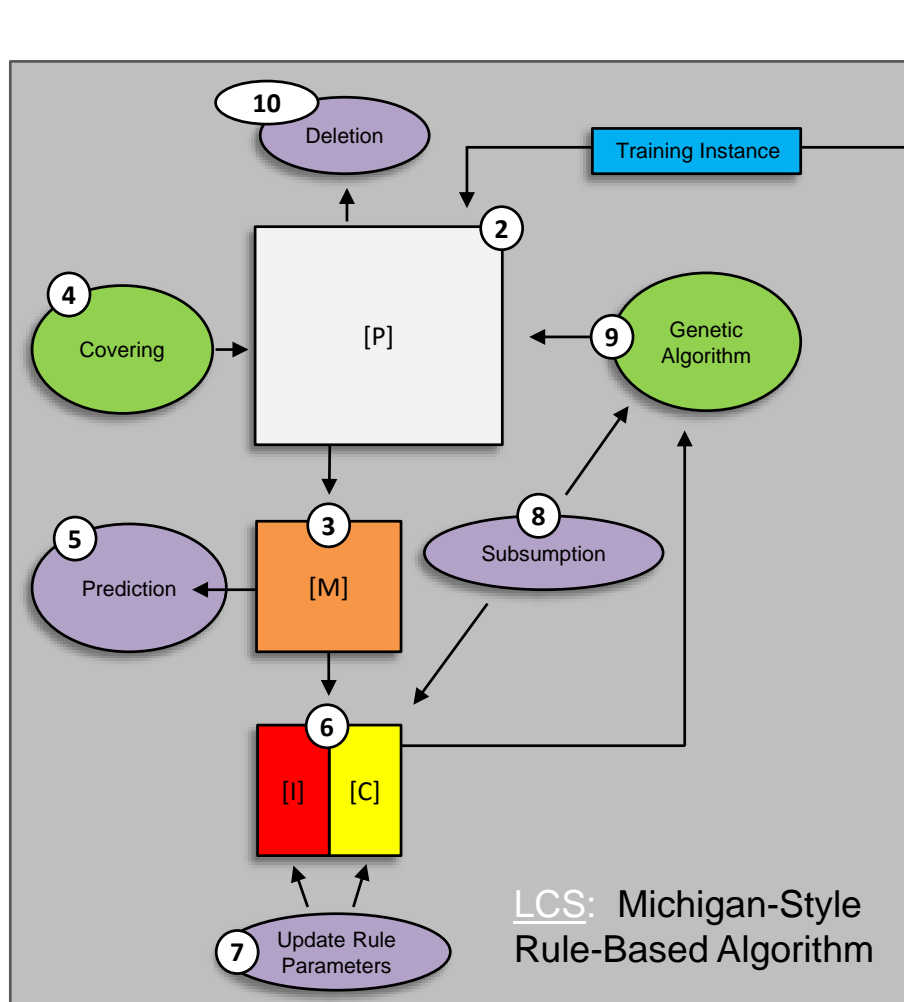 10
Deletion
Training Instance
2
4
Covering
[P]
9
Genetic
Algorithm
3
5
8
Subsumption
Prediction
[M]
6
[I]
[C]
7
Update Rule
Parameters
LCS: Michigan-Style
Rule-Based Algorithm